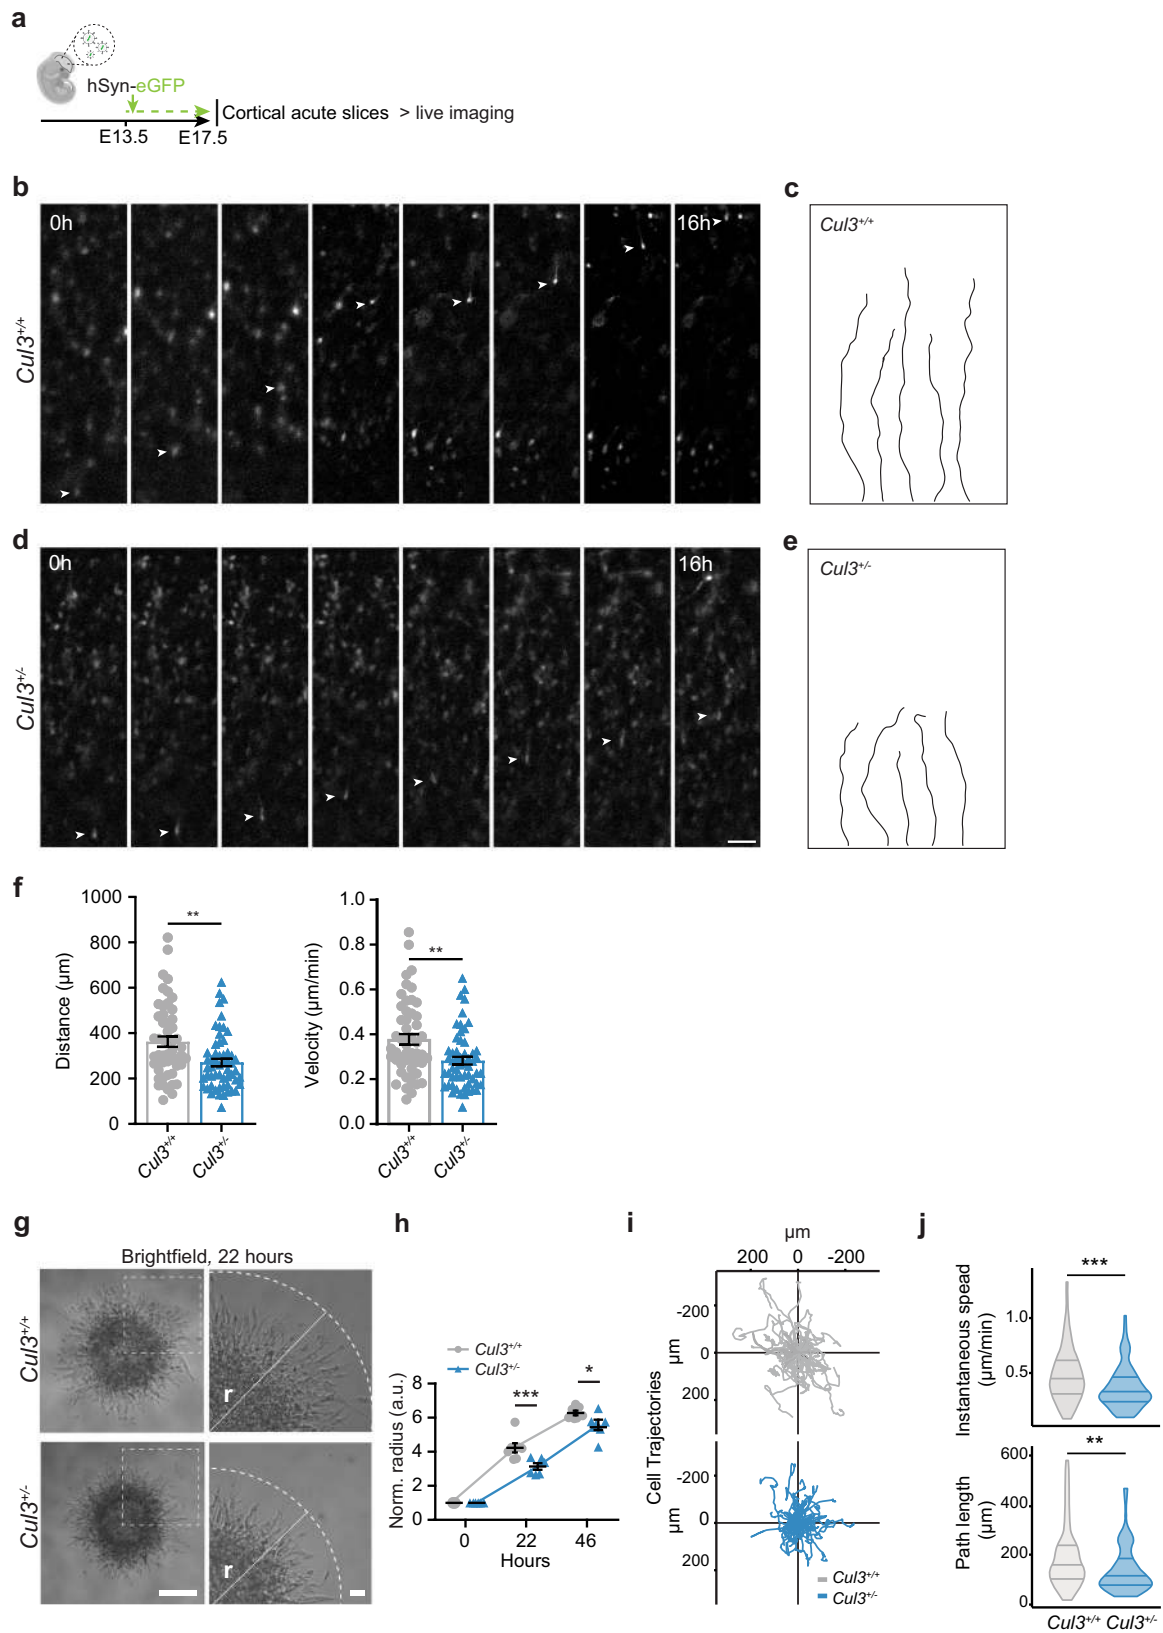 a
hSyn-eGFP
Cortical acute slices > live imaging
E13.5 E17.5
b
c
0h
16h
Cul3+/+
Cul3+/+
d
e
0h
16h
Cul3+/-
Cul3+/-
f
1000
800
600
400
200
0
Distance (µm)
**
Cul3+/+ Cul3+/-
1.0
0.8
0.6
0.4
0.2
0.0
Velocity (µm/min)
**
Cul3+/+ Cul3+/-
g
Brightfield, 22 hours
Cul3+/+
r
Cul3+/-
r
h
Cul3+/+
Cul3+/-
8
6
4
2
0
Norm. radius (a.u.)
***
*
0 22 46
Hours
i
µm
200 0 -200
-200
0
200
µm
Cell Trajectories
-200
0
200
µm
Cul3+/+
Cul3+/-
j
***
1.0
0.5
Instantaneous spead
(µm/min)
**
600
400
200
0
Path length
(µm)
Cul3+/+ Cul3+/-